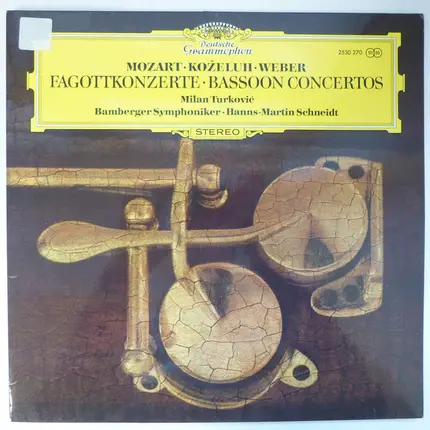 Deutsche
Grammophon
2530 270
MOZART · KOŽELUH · WEBER
FAGOTTKONZERTE · BASSOON CONCERTOS
Milan Turković
Bamberger Symphoniker · Hanns-Martin Schneidt
STEREO